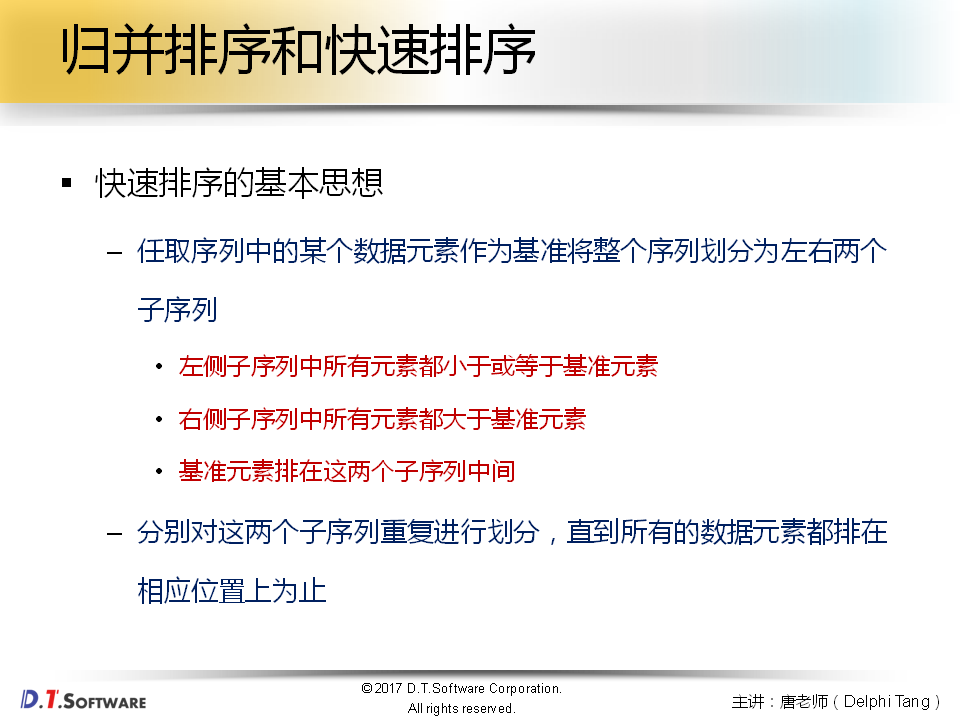 归并排序和快速排序
▪ 快速排序的基本思想
– 任取序列中的某个数据元素作为基准将整个序列划分为左右两个
子序列
• 左侧子序列中所有元素都小于或等于基准元素
• 右侧子序列中所有元素都大于基准元素
• 基准元素排在这两个子序列中间
– 分别对这两个子序列重复进行划分，直到所有的数据元素都排在
相应位置上为止
D.T.SOFTWARE
©2017 D.T.Software Corporation.
All rights reserved.
主讲：唐老师（Delphi Tang）